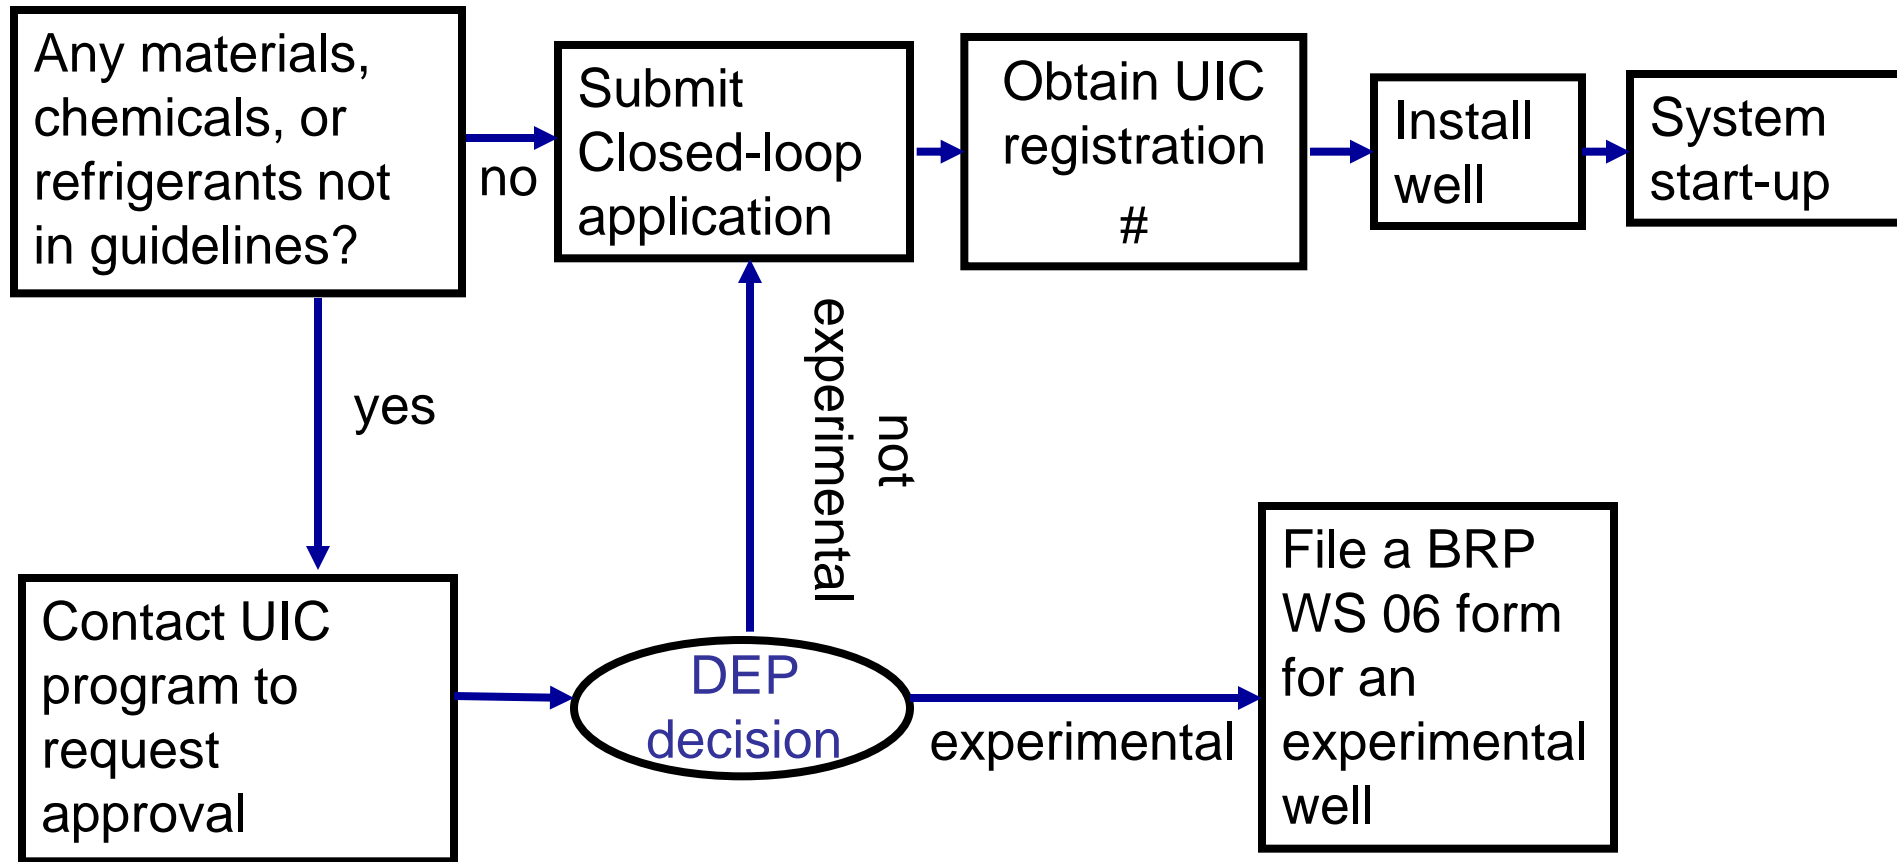 Any materials,
chemicals, or
refrigerants not
in guidelines?
no
Submit
Closed-loop
application
Obtain UIC
registration
#
Install
well
System
start-up
yes
not
experimental
Contact UIC
program to
request
approval
DEP
decision
experimental
File a BRP
WS 06 form
for an
experimental
well